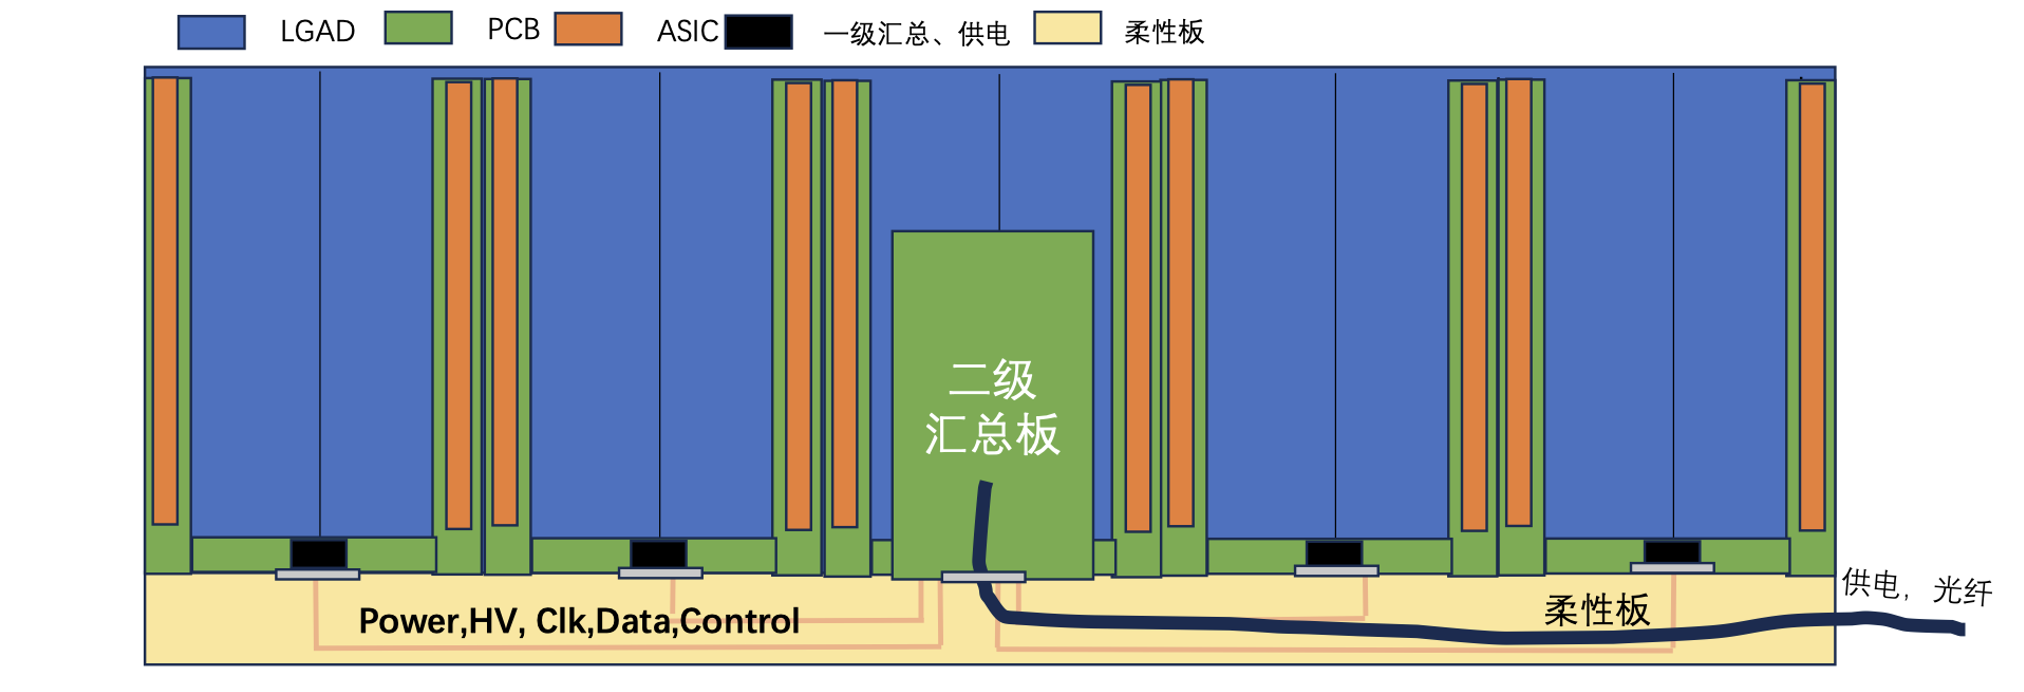 LGAD PCB ASIC 一级汇总、供电 柔性板
二级
汇总板
供电，光纤
柔性板
Power,HV, Clk,Data,Control